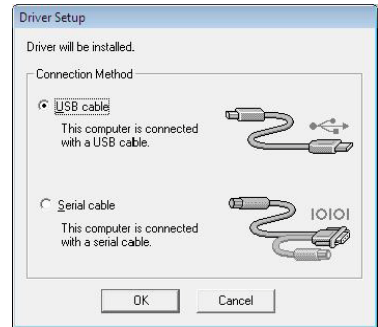 Driver Setup
Driver will be installed.
Connection Method
USB cable
This computer is connected
with a USB cable.
Serial cable
This computer is connected
with a serial cable.
IOIOI
OK
Cancel